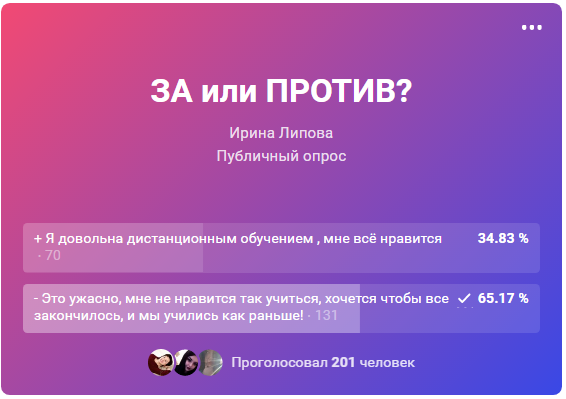 ЗА или ПРОТИВ?
Ирина Липова
Публичный опрос
+ Я довольна дистанционным обучением , мне всё нравится 34.83 %
· 70
- Это ужасно, мне не нравится так учиться, хочется чтобы все 65.17 %
закончилось, и мы учились как раньше! · 131
Проголосовал 201 человек